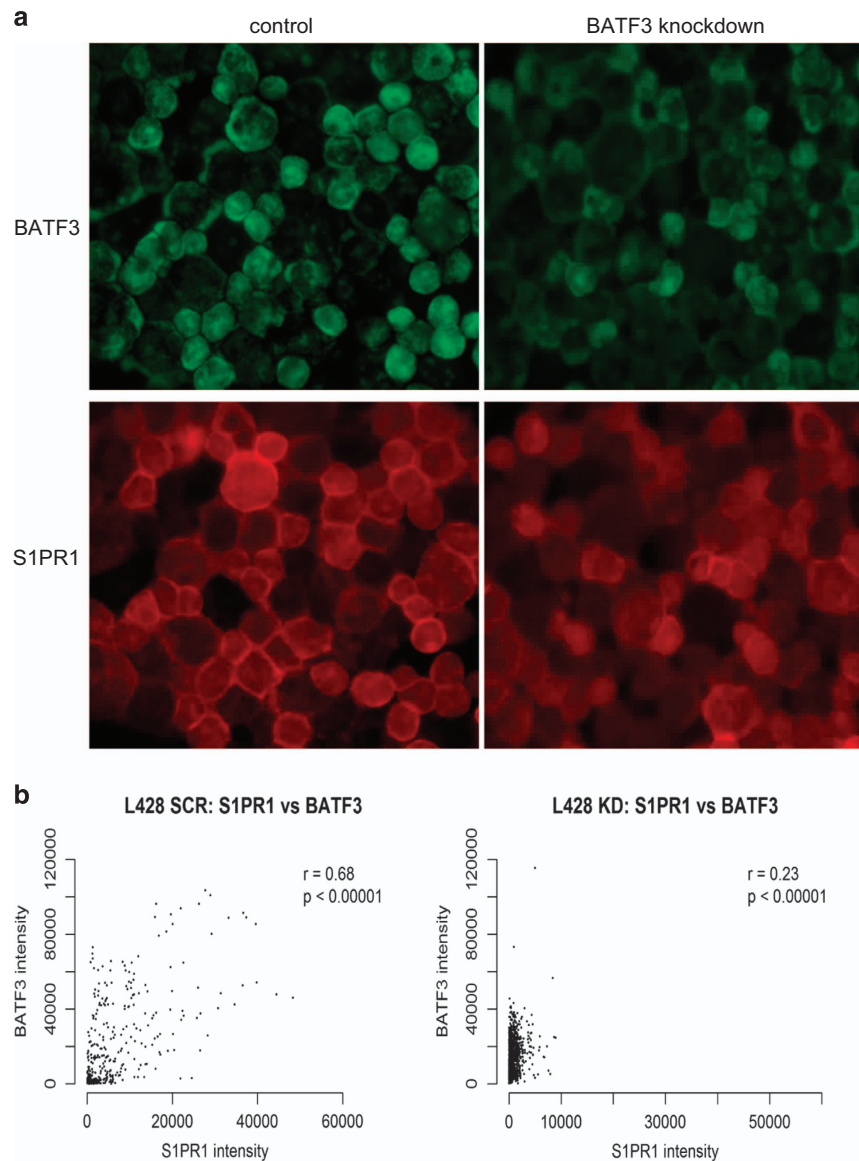 a
control BATF3 knockdown
BATF3
S1PR1
b
L428 SCR: S1PR1 vs BATF3 L428 KD: S1PR1 vs BATF3
r = 0.68
p < 0.00001
BATF3 intensity
0 40000 80000 120000
0 20000 40000 60000
S1PR1 intensity
r = 0.23
p < 0.00001
BATF3 intensity
0 40000 80000 120000
0 10000 30000 50000
S1PR1 intensity